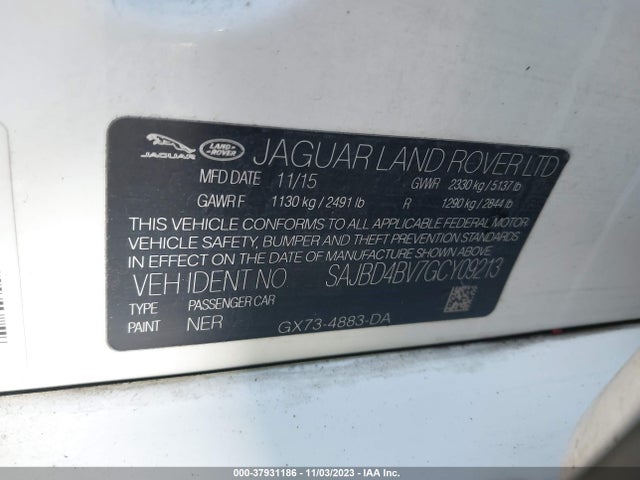 JAGUAR LAND ROVER JAGUAR LAND ROVER LTD
MFD DATE 11/15 GVWR 2330 kg / 5137 lb
GAWR F 1130 kg / 2491 lb R 1290 kg / 2844 lb
THIS VEHICLE CONFORMS TO ALL APPLICABLE FEDERAL MOTOR
VEHICLE SAFETY, BUMPER AND THEFT PREVENTION STANDARDS
IN EFFECT ON THE DATE OF MANUFACTURE SHOWN ABOVE
VEH IDENT NO SAJBD4BV7GCY09213
TYPE PASSENGER CAR
PAINT NER GX73-4883-DA
000-37931186 - 11/03/2023 - IAAI.COM